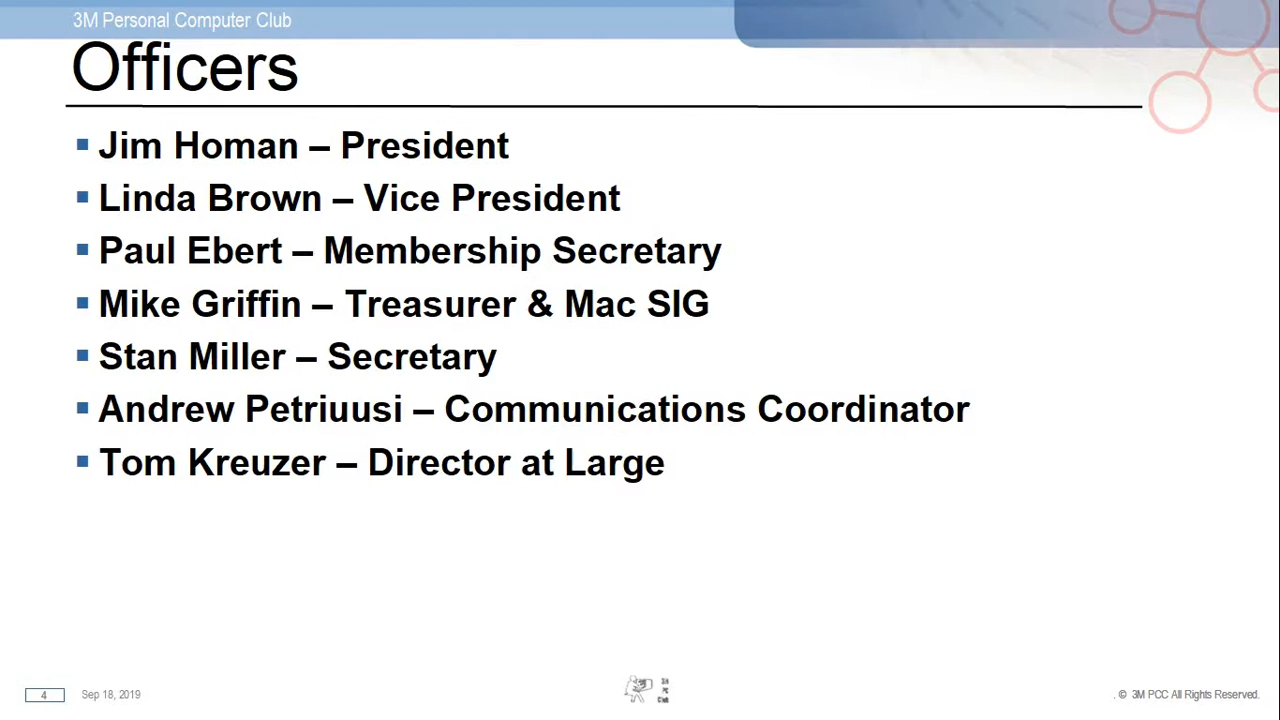 3M Personal Computer Club
Officers
▪ Jim Homan – President
▪ Linda Brown – Vice President
▪ Paul Ebert – Membership Secretary
▪ Mike Griffin – Treasurer & Mac SIG
▪ Stan Miller – Secretary
▪ Andrew Petriuusi – Communications Coordinator
▪ Tom Kreuzer – Director at Large
4 Sep 18, 2019
. © 3M PCC All Rights Reserved.